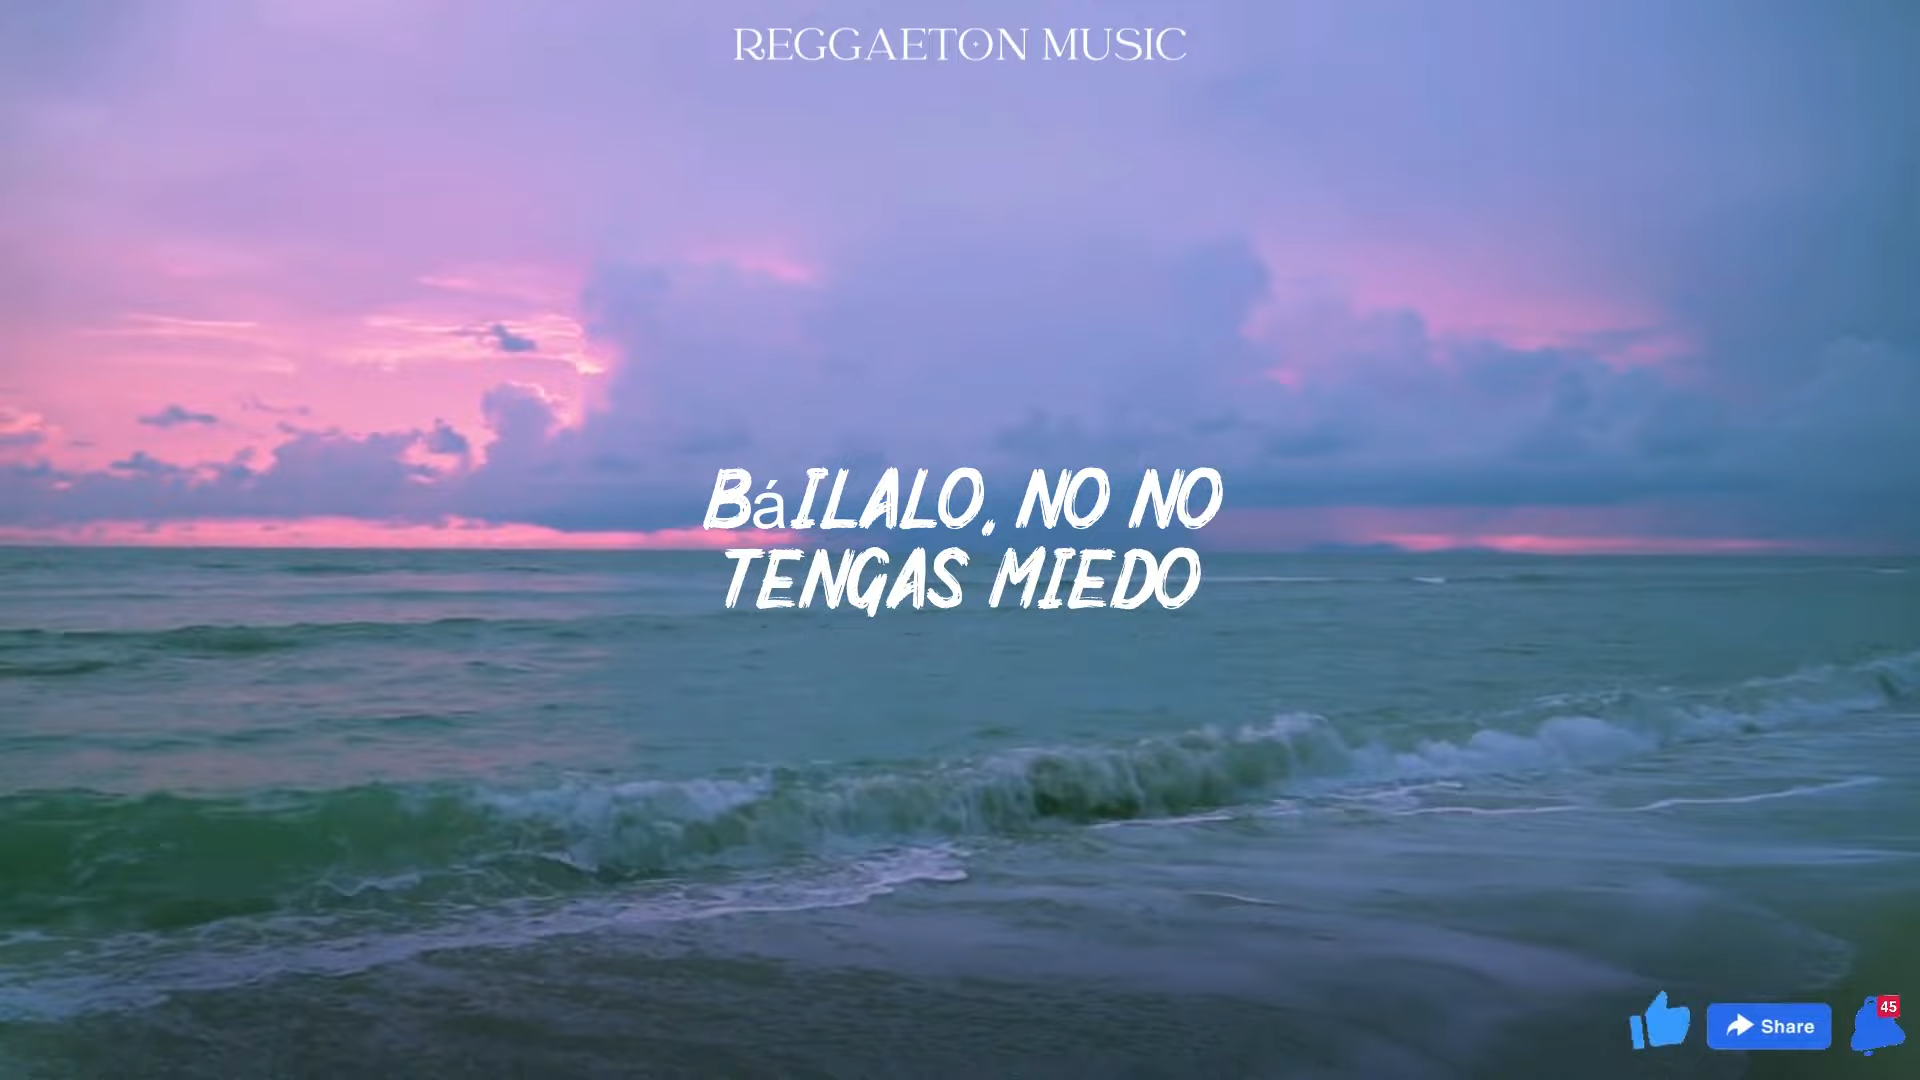 REGGAETON MUSIC
BáILALO, NO NO
TENGAS MIEDO
Share
45